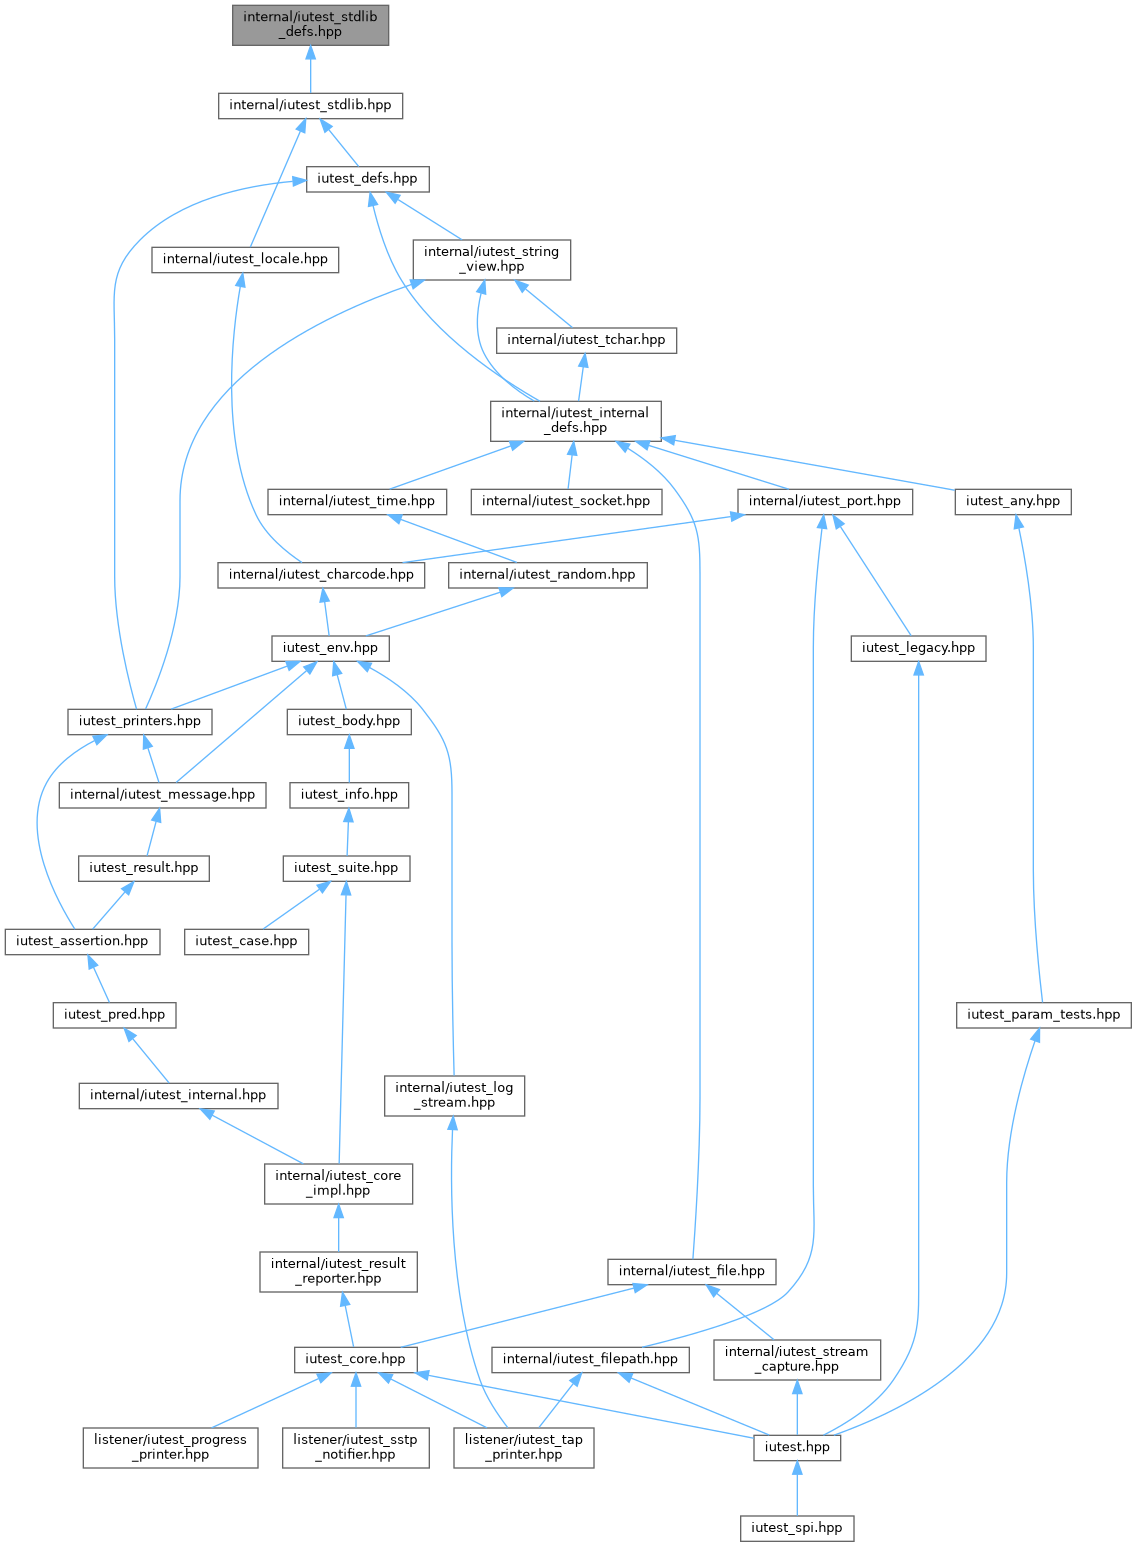 internal/iutest_stdlib
_defs.hpp
internal/iutest_stdlib.hpp
iutest_defs.hpp
internal/iutest_locale.hpp
internal/iutest_string
_view.hpp
internal/iutest_tchar.hpp
internal/iutest_internal
_defs.hpp
internal/iutest_time.hpp
internal/iutest_socket.hpp
internal/iutest_port.hpp
iutest_any.hpp
internal/iutest_charcode.hpp
internal/iutest_random.hpp
iutest_env.hpp
iutest_legacy.hpp
iutest_printers.hpp
iutest_body.hpp
internal/iutest_message.hpp
iutest_info.hpp
iutest_result.hpp
iutest_suite.hpp
iutest_assertion.hpp
iutest_case.hpp
iutest_pred.hpp
iutest_param_tests.hpp
internal/iutest_internal.hpp
internal/iutest_log
_stream.hpp
internal/iutest_core
_impl.hpp
internal/iutest_result
_reporter.hpp
internal/iutest_file.hpp
iutest_core.hpp
internal/iutest_filepath.hpp
internal/iutest_stream
_capture.hpp
listener/iutest_progress
_printer.hpp
listener/iutest_sstp
_notifier.hpp
listener/iutest_tap
_printer.hpp
iutest.hpp
iutest_spi.hpp